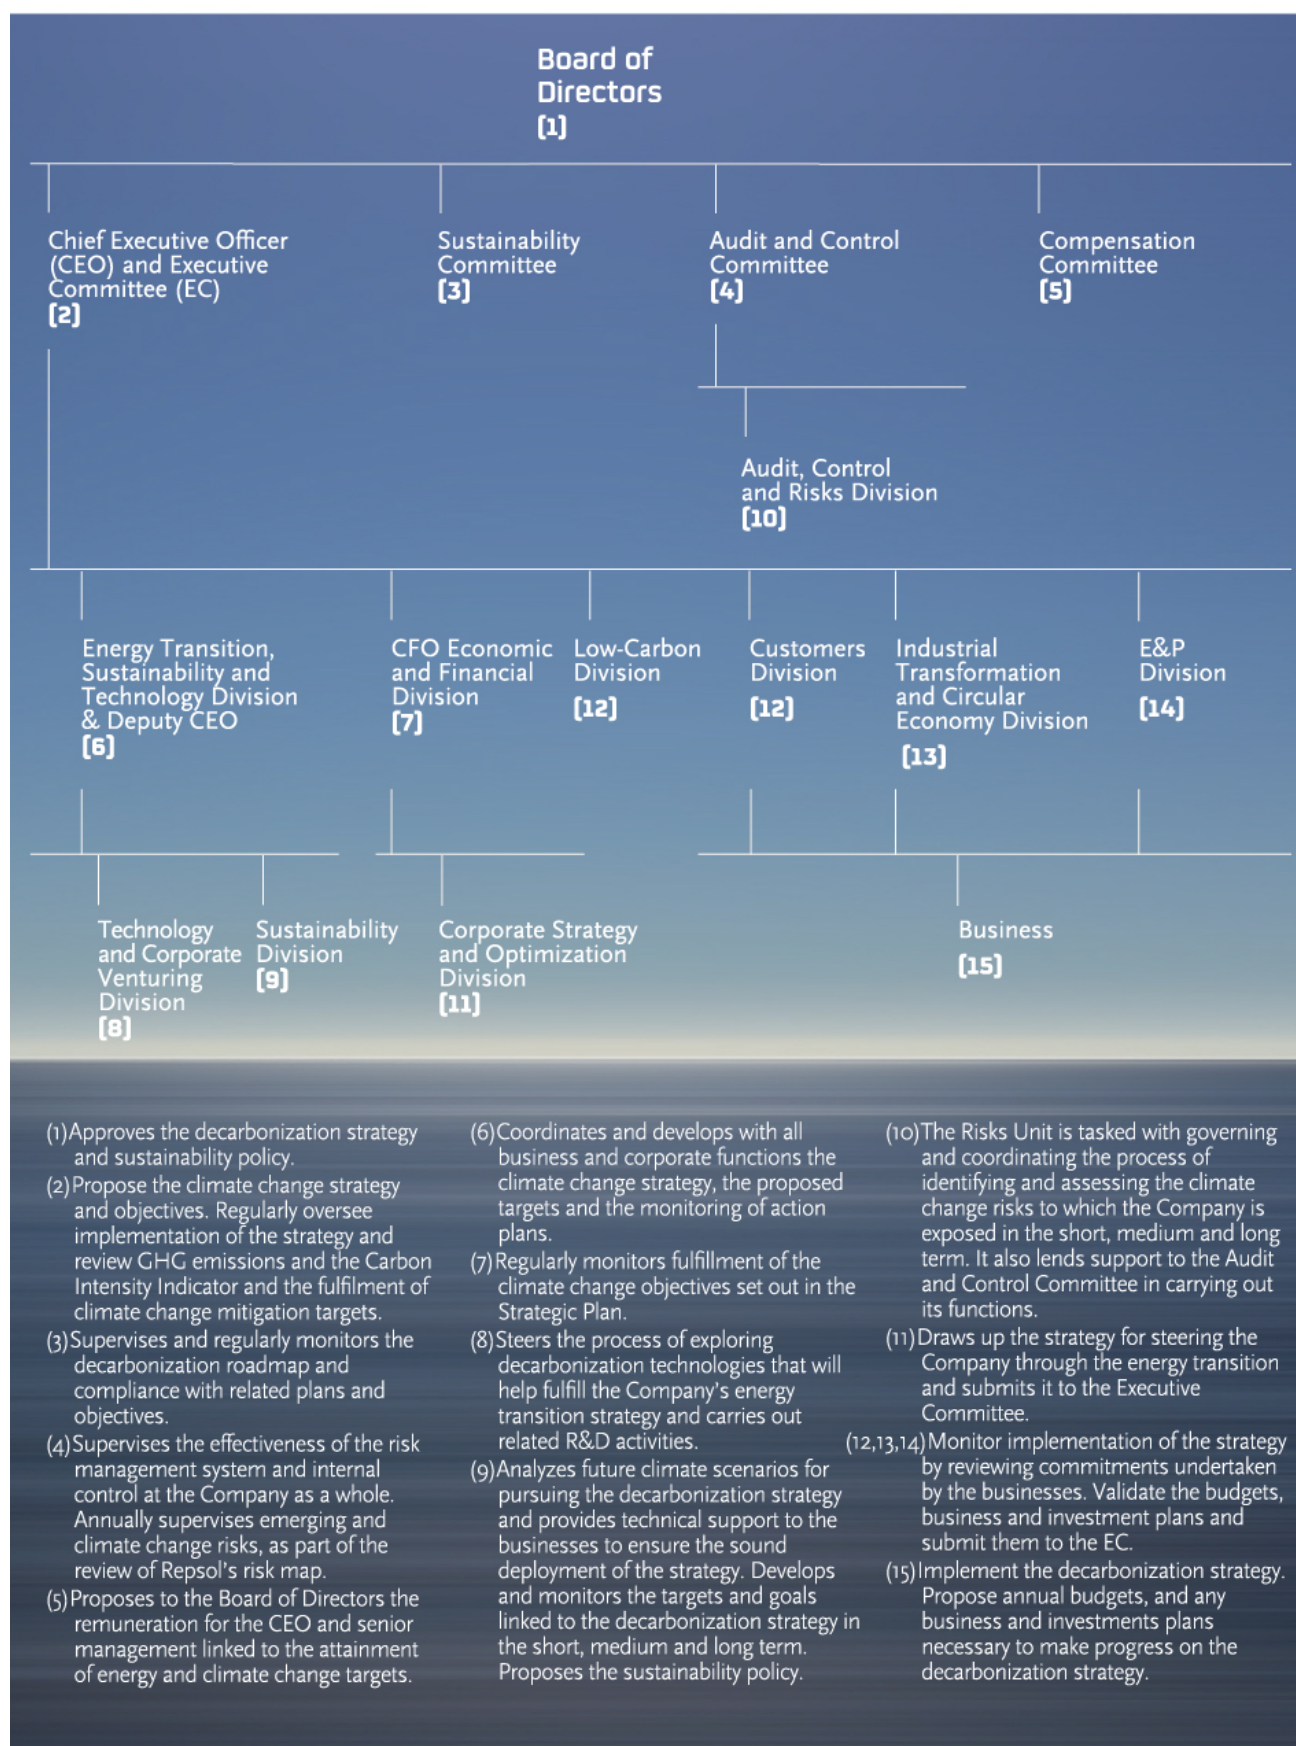 Board of
Directors
(1)
Chief Executive Officer
(CEO) and Executive
Committee (EC)
(2)
Sustainability
Committee
(3)
Audit and Control
Committee
(4)
Compensation
Committee
(5)
Audit, Control
and Risks Division
(10)
Energy Transition,
Sustainability and
Technology Division
& Deputy CEO
(6)
CFO Economic
and Financial
Division
(7)
Low-Carbon
Division
(12)
Customers
Division
(12)
Industrial
Transformation
and Circular
Economy Division
(13)
E&P
Division
(14)
Technology
and Corporate
Venturing
Division
(8)
Sustainability
Division
(9)
Corporate Strategy
and Optimization
Division
(11)
Business
(15)
(1)Approves the decarbonization strategy
and sustainability policy.
(2)Propose the climate change strategy
and objectives. Regularly oversee
implementation of the strategy and
review GHG emissions and the Carbon
Intensity Indicator and the fulfilment of
climate change mitigation targets.
(3)Supervises and regularly monitors the
decarbonization roadmap and
compliance with related plans and
objectives.
(4)Supervises the effectiveness of the risk
management system and internal
control at the Company as a whole.
Annually supervises emerging and
climate change risks, as part of the
review of Repsol's risk map.
(5)Proposes to the Board of Directors the
remuneration for the CEO and senior
management linked to the attainment
of energy and climate change targets.
(6)Coordinates and develops with all
business and corporate functions the
climate change strategy, the proposed
targets and the monitoring of action
plans.
(7)Regularly monitors fulfillment of the
climate change objectives set out in the
Strategic Plan.
(8)Steers the process of exploring
decarbonization technologies that will
help fulfill the Company's energy
transition strategy and carries out
related R&D activities.
(9)Analyzes future climate scenarios for
pursuing the decarbonization strategy
and provides technical support to the
businesses to ensure the sound
deployment of the strategy. Develops
and monitors the targets and goals
linked to the decarbonization strategy in
the short, medium and long term.
Proposes the sustainability policy.
(10)The Risks Unit is tasked with governing
and coordinating the process of
identifying and assessing the climate
change risks to which the Company is
exposed in the short, medium and long
term. It also lends support to the Audit
and Control Committee in carrying out
its functions.
(11)Draws up the strategy for steering the
Company through the energy transition
and submits it to the Executive
Committee.
(12,13,14)Monitor implementation of the strategy
by reviewing commitments undertaken
by the businesses. Validate the budgets,
business and investment plans and
submit them to the EC.
(15)Implement the decarbonization strategy.
Propose annual budgets, and any
business and investments plans
necessary to make progress on the
decarbonization strategy.